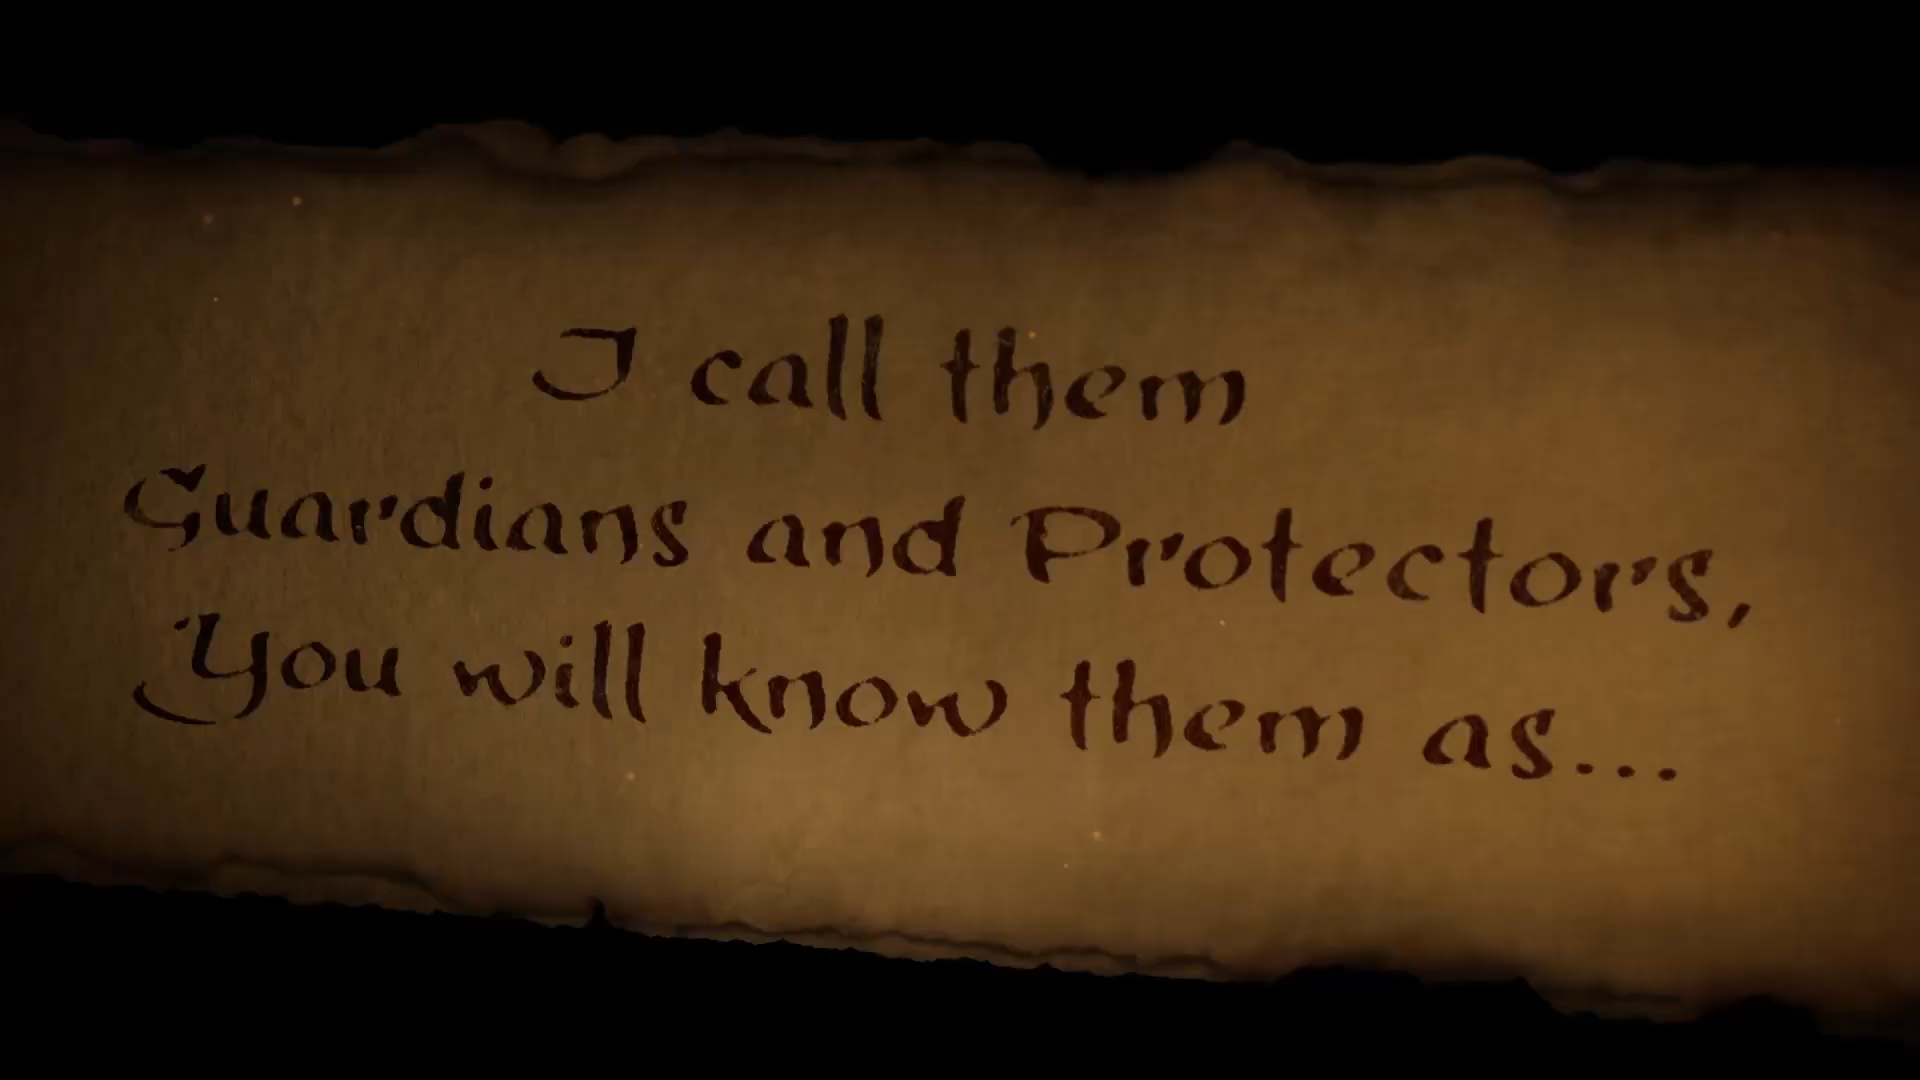 I call them
Guardians and Protectors,
You will know them as...